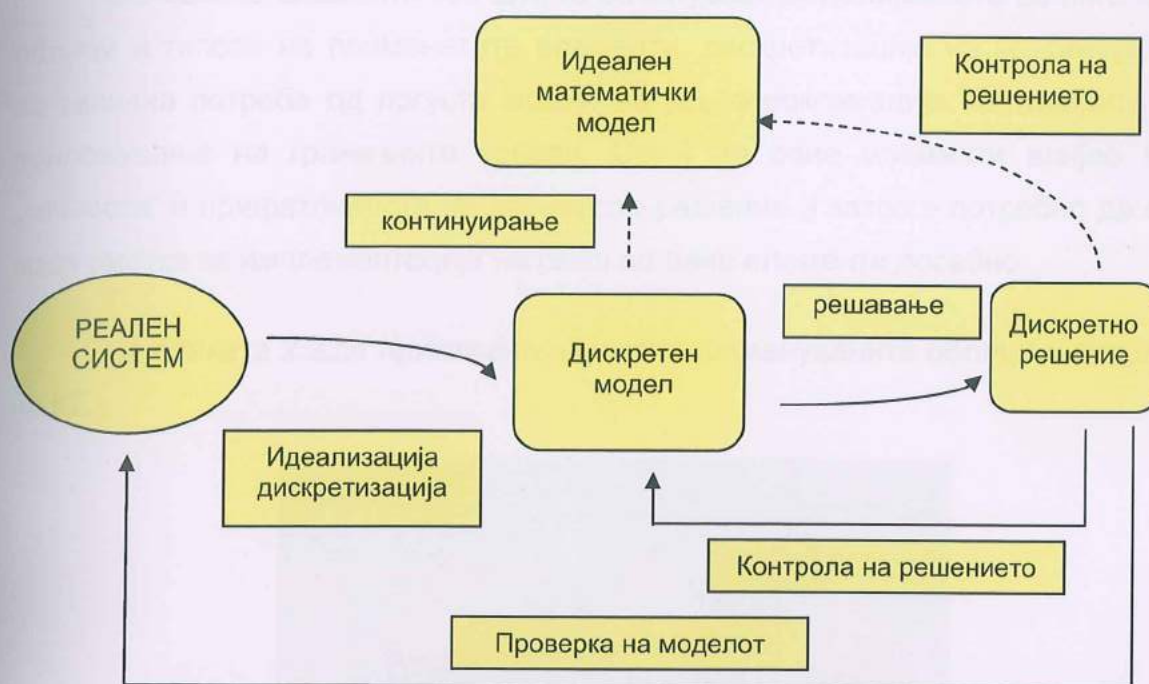 Идеален
математички
модел
Контрола на
решението
континуирање
РЕАЛЕН
СИСТЕМ
Дискретен
модел
решавање
Дискретно
решение
Идеализација
дискретизација
Контрола на решението
Проверка на моделот